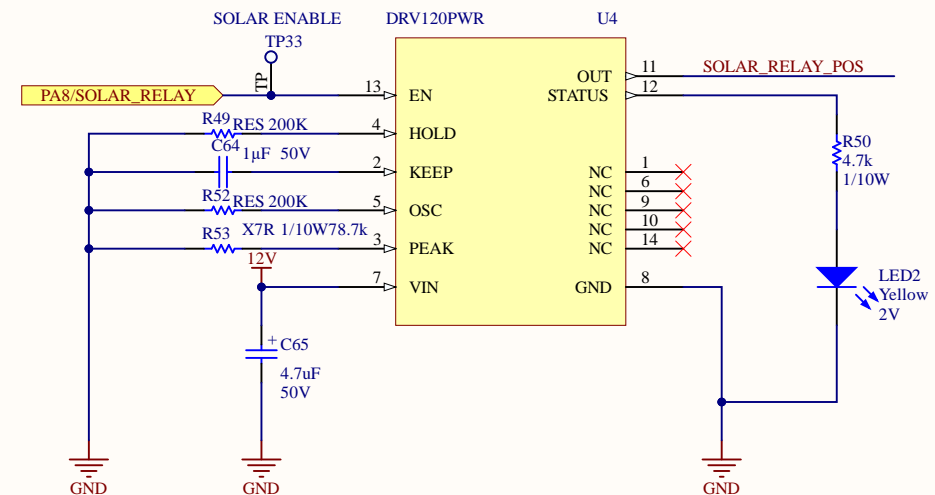 SOLAR ENABLE
DRV120PWR
U4
TP33
TP
PA8/SOLAR_RELAY
13
EN
OUT
11
SOLAR_RELAY_POS
STATUS
12
R49
RES 200K
4
HOLD
C64
1µF 50V
2
KEEP
NC
1
NC
6
R52
RES 200K
5
OSC
NC
9
NC
10
R53
X7R 1/10W78.7k
3
PEAK
NC
14
12V
7
VIN
GND
8
R50
4.7k
1/10W
LED2
Yellow
2V
+
C65
4.7uF
50V
GND
GND
GND